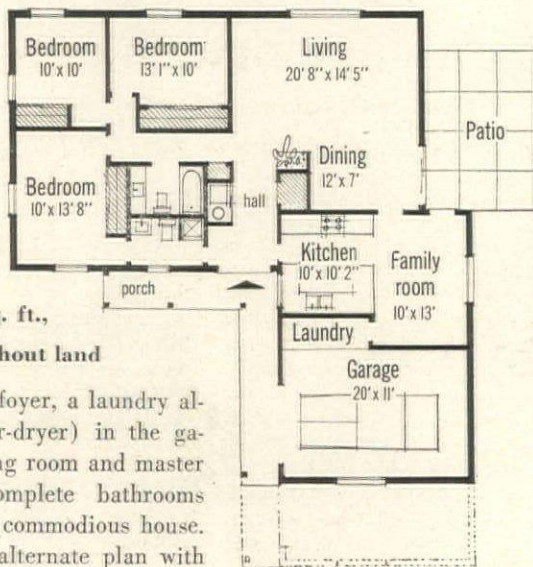 Bedroom
10' x 10'
Bedroom
13' 1" x 10'
Living
20' 8" x 14' 5"
Patio
Dining
12' x 7'
Bedroom
10' x 13' 8"
hall
Kitchen
10' x 10' 2"
Family
room
10' x 13'
porch
Laundry
Garage
20' x 11'
. ft.,
hout land
foyer, a laundry al-
r-dryer) in the ga-
ng room and master
omplete bathrooms
commodious house.
alternate plan with